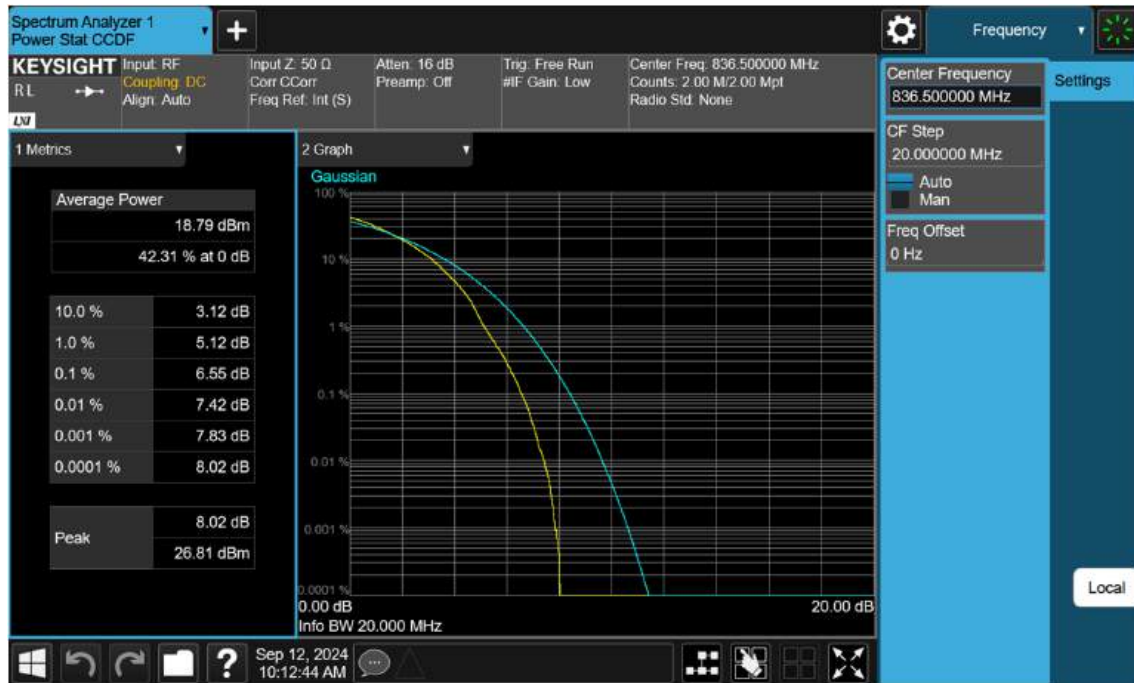 Spectrum Analyzer 1
Power Stat CCDF
Frequency
KEYSIGHT
RL
LXI
Input: RF
Coupling: DC
Align: Auto
Input Z: 50 Ω
Corr CCorr
Freq Ref: Int (S)
Atten: 16 dB
Preamp: Off
Trig: Free Run
#IF Gain: Low
Center Freq: 836.500000 MHz
Counts: 2.00 M/2.00 Mpt
Radio Std: None
Center Frequency
836.500000 MHz
Settings
CF Step
20.000000 MHz
Auto
Man
Freq Offset
0 Hz
Local
1 Metrics
Average Power
18.79 dBm
42.31 % at 0 dB
10.0 % 3.12 dB
1.0 % 5.12 dB
0.1 % 6.55 dB
0.01 % 7.42 dB
0.001 % 7.83 dB
0.0001 % 8.02 dB
Peak
8.02 dB
26.81 dBm
2 Graph
Gaussian
100 %
10 %
1 %
0.1 %
0.01 %
0.001 %
0.0001 %
0.00 dB 20.00 dB
Info BW 20.000 MHz
?
Sep 12, 2024
10:12:44 AM